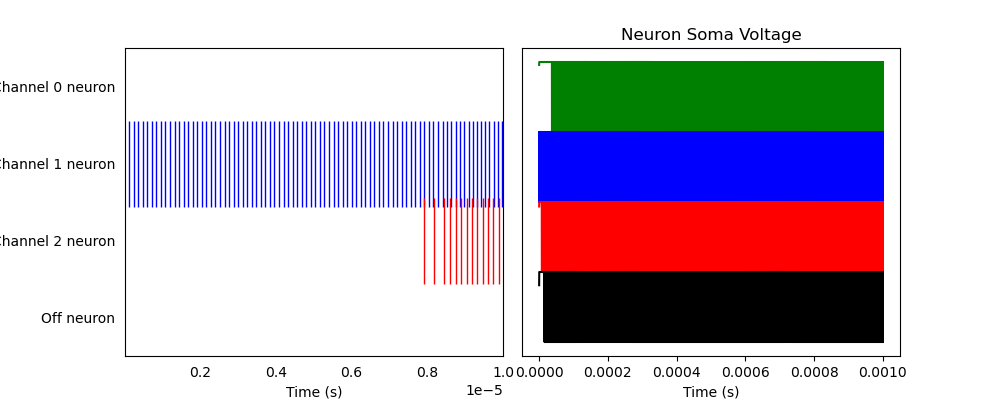 Neuron Soma Voltage
Channel 0 neuron
Channel 1 neuron
Channel 2 neuron
Off neuron
0.2 0.4 0.6 0.8 1.0
1e−5
Time (s)
0.0000 0.0002 0.0004 0.0006 0.0008 0.0010
Time (s)